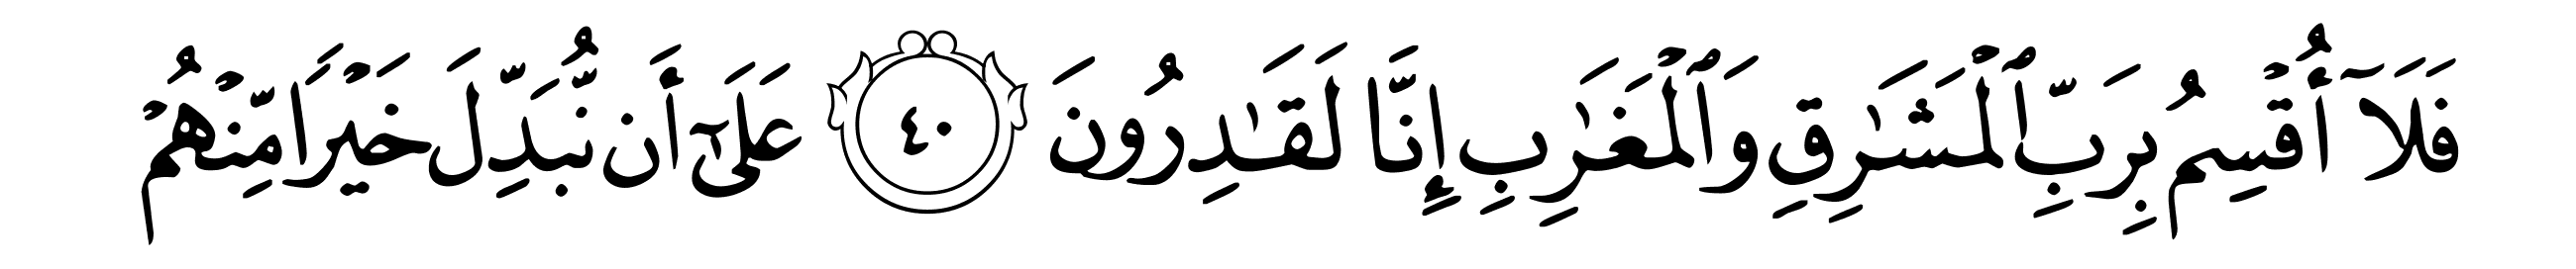 فَلَآ أُقۡسِمُ بِرَبِّ ٱلۡمَشَٰرِقِ وَٱلۡمَغَٰرِبِ إِنَّا لَقَٰدِرُونَ ٤٠ عَلَىٰٓ أَن نُّبَدِّلَ خَيۡرٗا مِّنۡهُمۡ